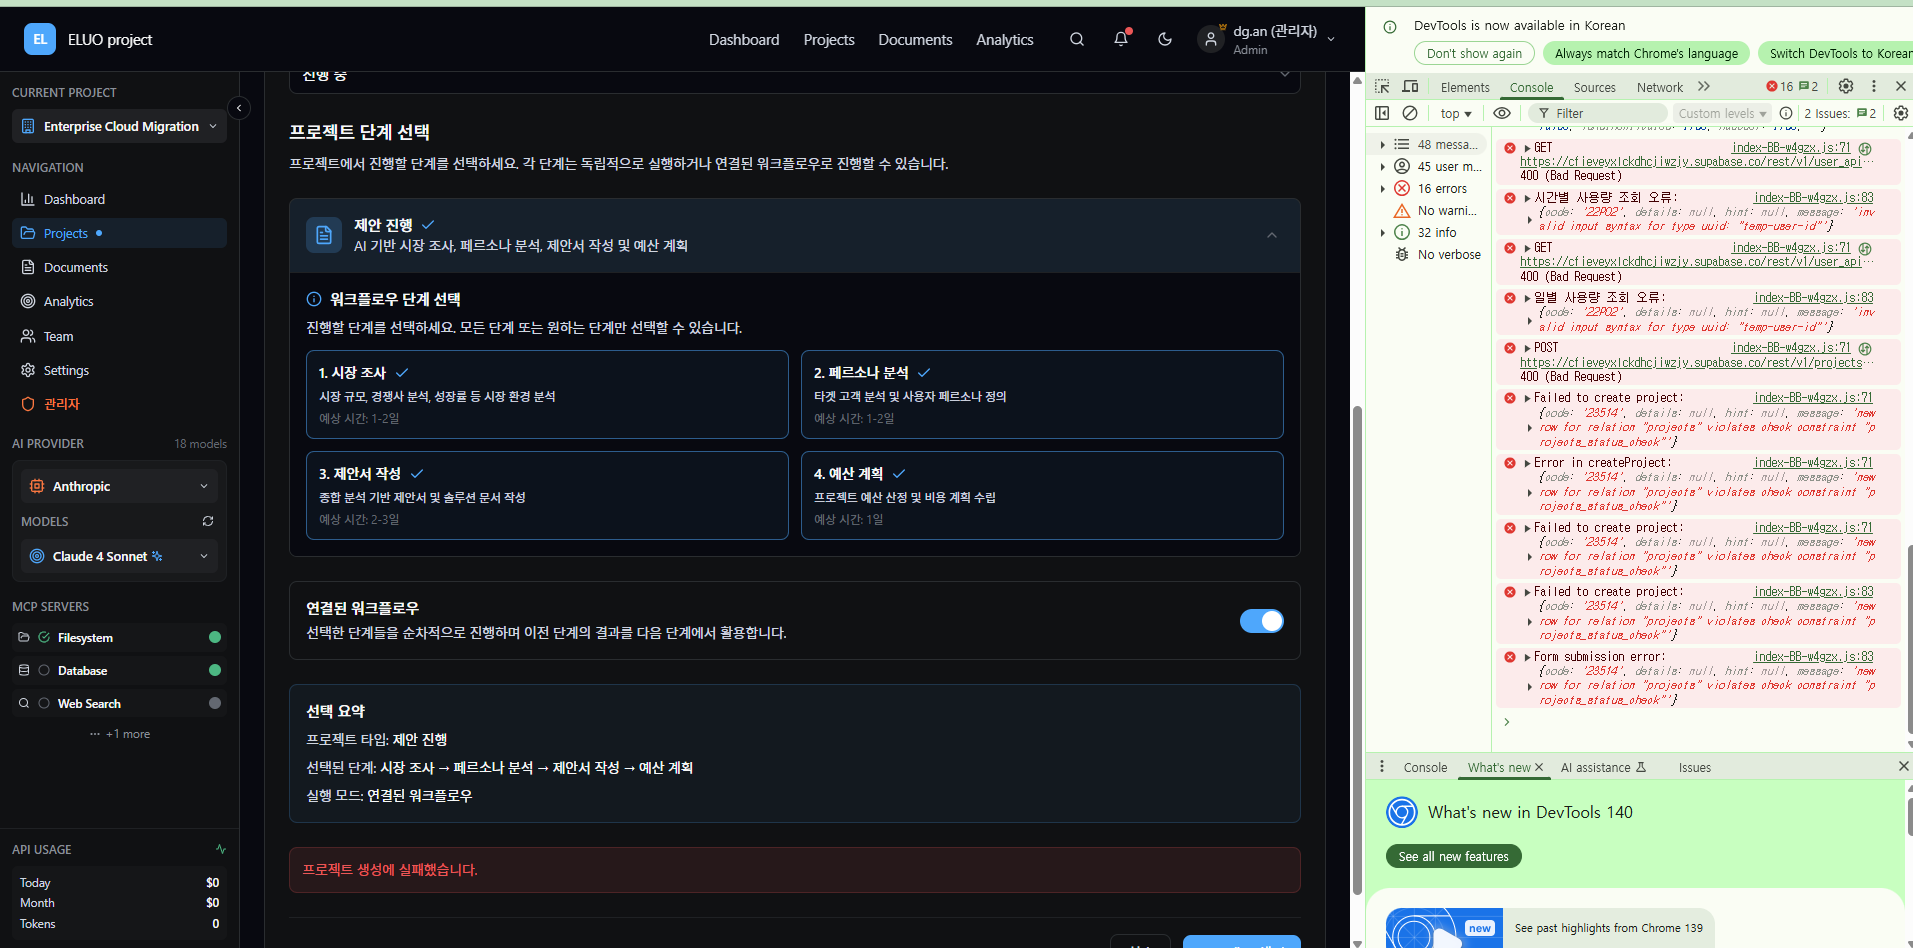 EL ELUO project
Dashboard Projects Documents Analytics
dg.an (관리자)
Admin
CURRENT PROJECT
Enterprise Cloud Migration
NAVIGATION
Dashboard
Projects
Documents
Analytics
Team
Settings
관리자
AI PROVIDER 18 models
Anthropic
MODELS
Claude 4 Sonnet
MCP SERVERS
Filesystem
Database
Web Search
··· +1 more
API USAGE
Today $0
Month $0
Tokens 0
진행 중
프로젝트 단계 선택
프로젝트에서 진행할 단계를 선택하세요. 각 단계는 독립적으로 실행하거나 연결된 워크플로우로 진행할 수 있습니다.
제안 진행
AI 기반 시장 조사, 페르소나 분석, 제안서 작성 및 예산 계획
워크플로우 단계 선택
진행할 단계를 선택하세요. 모든 단계 또는 원하는 단계만 선택할 수 있습니다.
1. 시장 조사
시장 규모, 경쟁사 분석, 성장률 등 시장 환경 분석
예상 시간: 1-2일
2. 페르소나 분석
타겟 고객 분석 및 사용자 페르소나 정의
예상 시간: 1-2일
3. 제안서 작성
종합 분석 기반 제안서 및 솔루션 문서 작성
예상 시간: 2-3일
4. 예산 계획
프로젝트 예산 산정 및 비용 계획 수립
예상 시간: 1일
연결된 워크플로우
선택한 단계들을 순차적으로 진행하며 이전 단계의 결과를 다음 단계에서 활용합니다.
선택 요약
프로젝트 타입: 제안 진행
선택된 단계: 시장 조사 → 페르소나 분석 → 제안서 작성 → 예산 계획
실행 모드: 연결된 워크플로우
프로젝트 생성에 실패했습니다.
DevTools is now available in Korean
Don't show again Always match Chrome's language Switch DevTools to Korean
Elements Console Sources Network 16 2
top Filter Custom levels 2 Issues: 2
48 messa...
45 user m...
16 errors
No warni...
32 info
No verbose
GET index-BB-w4gzx.js:71
https://cfieveyxlckdhcjiwzjy.supabase.co/rest/v1/user_api…
400 (Bad Request)
시간별 사용량 조회 오류: index-BB-w4gzx.js:83
{code: '22P02', details: null, hint: null, message: 'inv
alid input syntax for type uuid: "temp-user-id"'}
GET index-BB-w4gzx.js:71
https://cfieveyxlckdhcjiwzjy.supabase.co/rest/v1/user_api…
400 (Bad Request)
일별 사용량 조회 오류: index-BB-w4gzx.js:83
{code: '22P02', details: null, hint: null, message: 'inv
alid input syntax for type uuid: "temp-user-id"'}
POST index-BB-w4gzx.js:71
https://cfieveyxlckdhcjiwzjy.supabase.co/rest/v1/projects…
400 (Bad Request)
Failed to create project: index-BB-w4gzx.js:71
{code: '23514', details: null, hint: null, message: 'new
row for relation "projects" violates check constraint "p
rojects_status_check"'}
Error in createProject: index-BB-w4gzx.js:71
{code: '23514', details: null, hint: null, message: 'new
row for relation "projects" violates check constraint "p
rojects_status_check"'}
Failed to create project: index-BB-w4gzx.js:71
{code: '23514', details: null, hint: null, message: 'new
row for relation "projects" violates check constraint "p
rojects_status_check"'}
Failed to create project: index-BB-w4gzx.js:83
{code: '23514', details: null, hint: null, message: 'new
row for relation "projects" violates check constraint "p
rojects_status_check"'}
Form submission error: index-BB-w4gzx.js:83
{code: '23514', details: null, hint: null, message: 'new
row for relation "projects" violates check constraint "p
rojects_status_check"'}
Console What's new AI assistance Issues
What's new in DevTools 140
See all new features
new See past highlights from Chrome 139